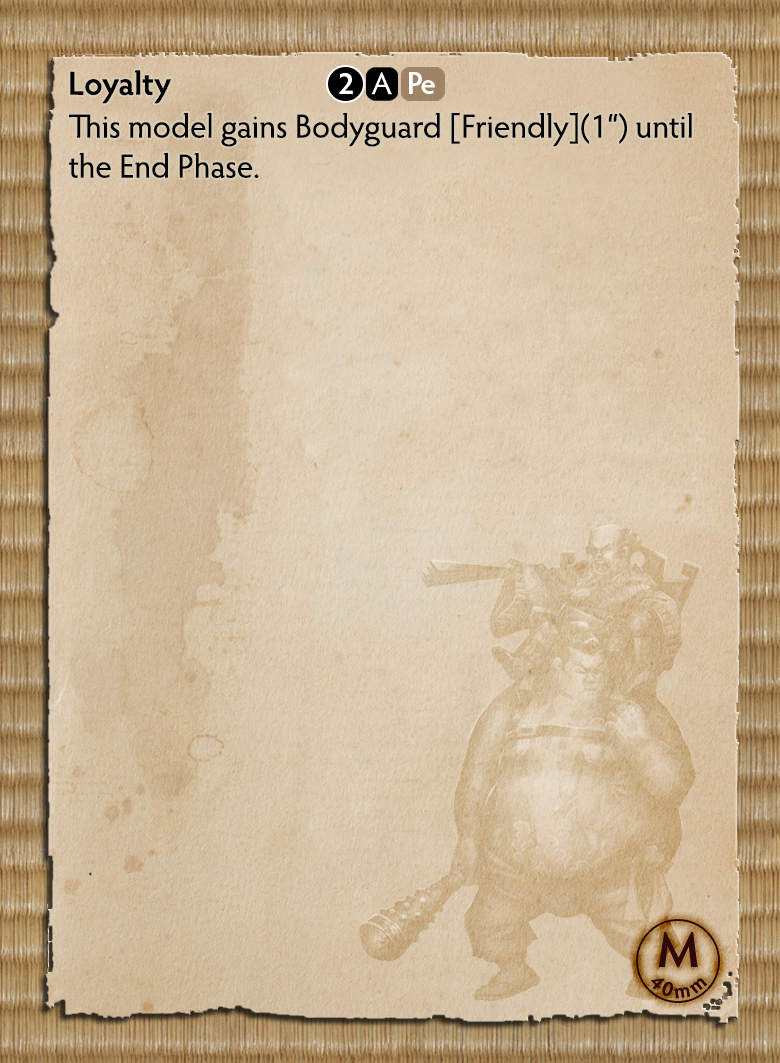 Loyalty 2 A Pe
This model gains Bodyguard [Friendly](1") until
the End Phase.
M
40mm